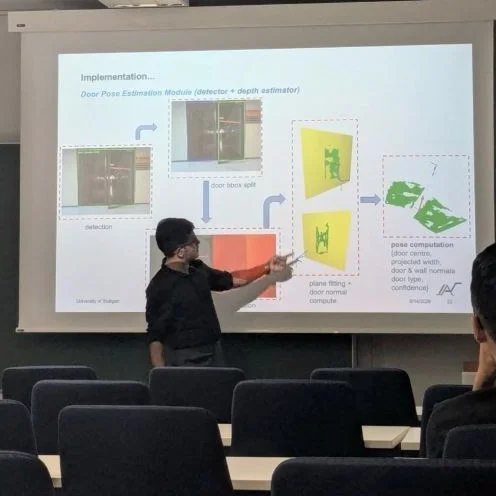 Implementation...
Door Pose Estimation Module (detector + depth estimator)
detection
door bbox split
plane fitting +
door normal
compute.
pose computation
{door centre,
projected width,
door & wall normals
door type,
confidence}
University of Stuttgart